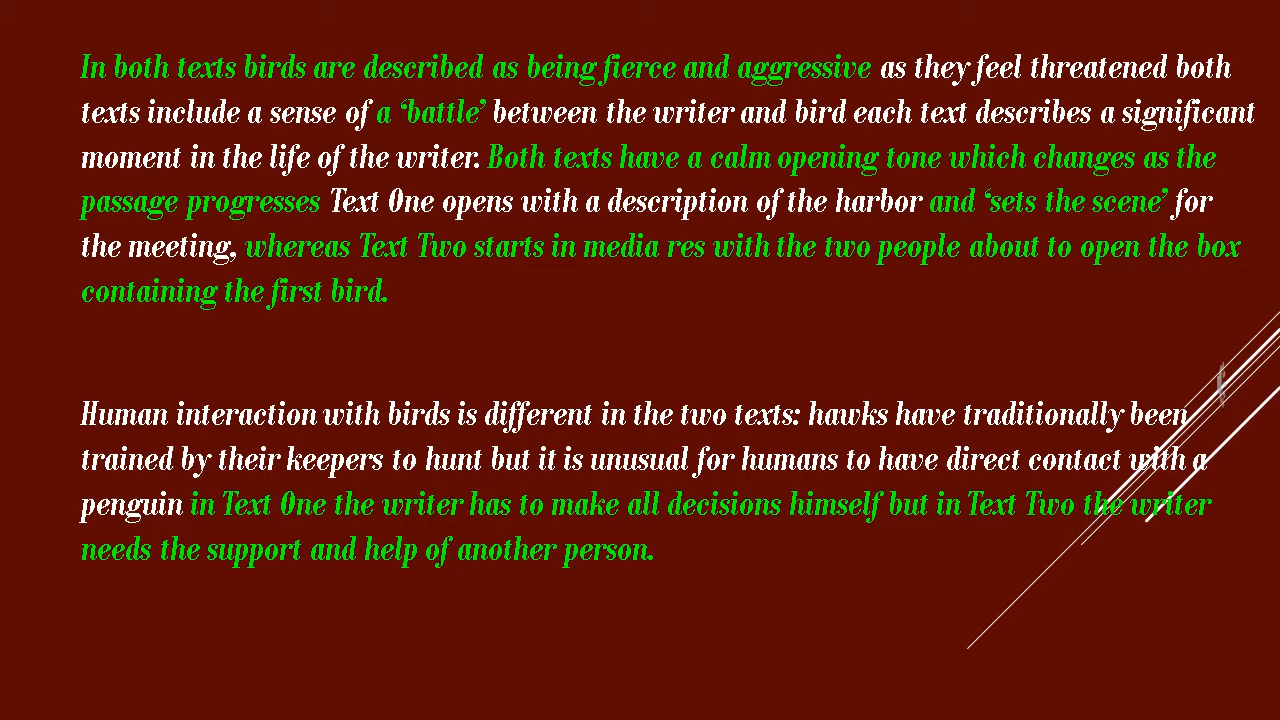 In both texts birds are described as being fierce and aggressive as they feel threatened both
texts include a sense of a ‘battle’ between the writer and bird each text describes a significant
moment in the life of the writer. Both texts have a calm opening tone which changes as the
passage progresses Text One opens with a description of the harbor and ‘sets the scene’ for
the meeting, whereas Text Two starts in media res with the two people about to open the box
containing the first bird.
Human interaction with birds is different in the two texts: hawks have traditionally been
trained by their keepers to hunt but it is unusual for humans to have direct contact with a
penguin in Text One the writer has to make all decisions himself but in Text Two the writer
needs the support and help of another person.